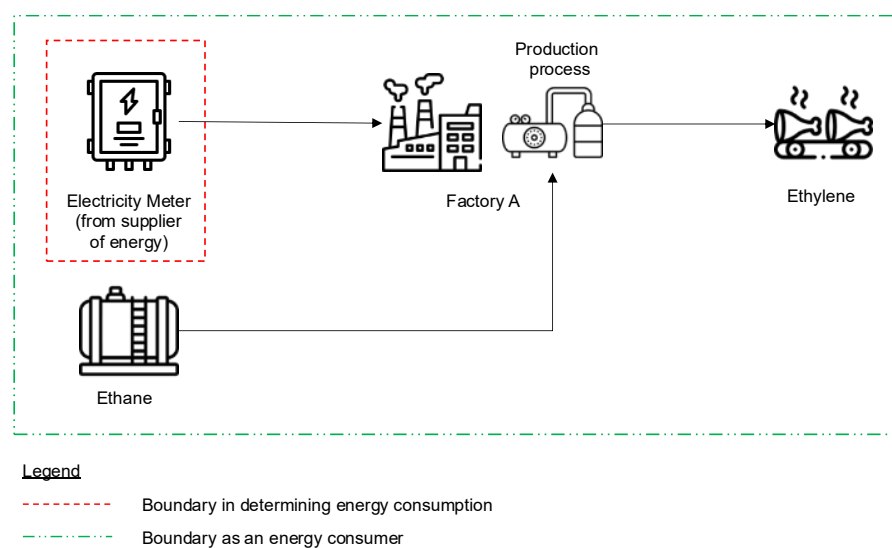 Production
process
Electricity Meter
(from supplier
of energy)
Factory A
Ethylene
Ethane
Legend
Boundary in determining energy consumption
Boundary as an energy consumer